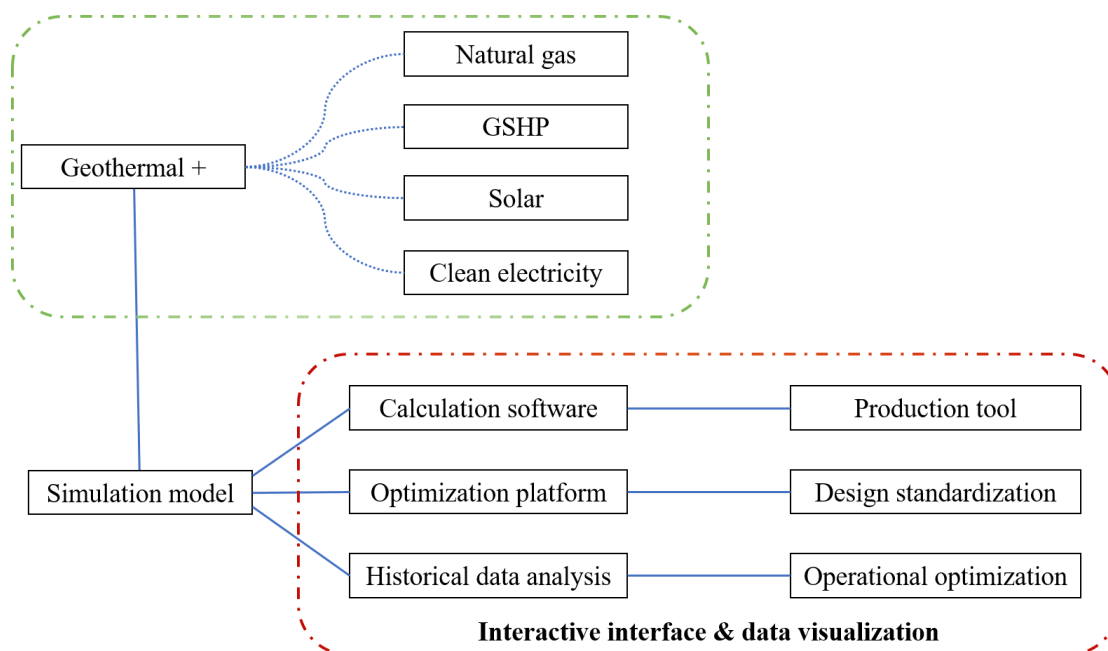 Natural gas
GSHP
Geothermal +
Solar
Clean electricity
Calculation software
Production tool
Simulation model
Optimization platform
Design standardization
Historical data analysis
Operational optimization
Interactive interface & data visualization